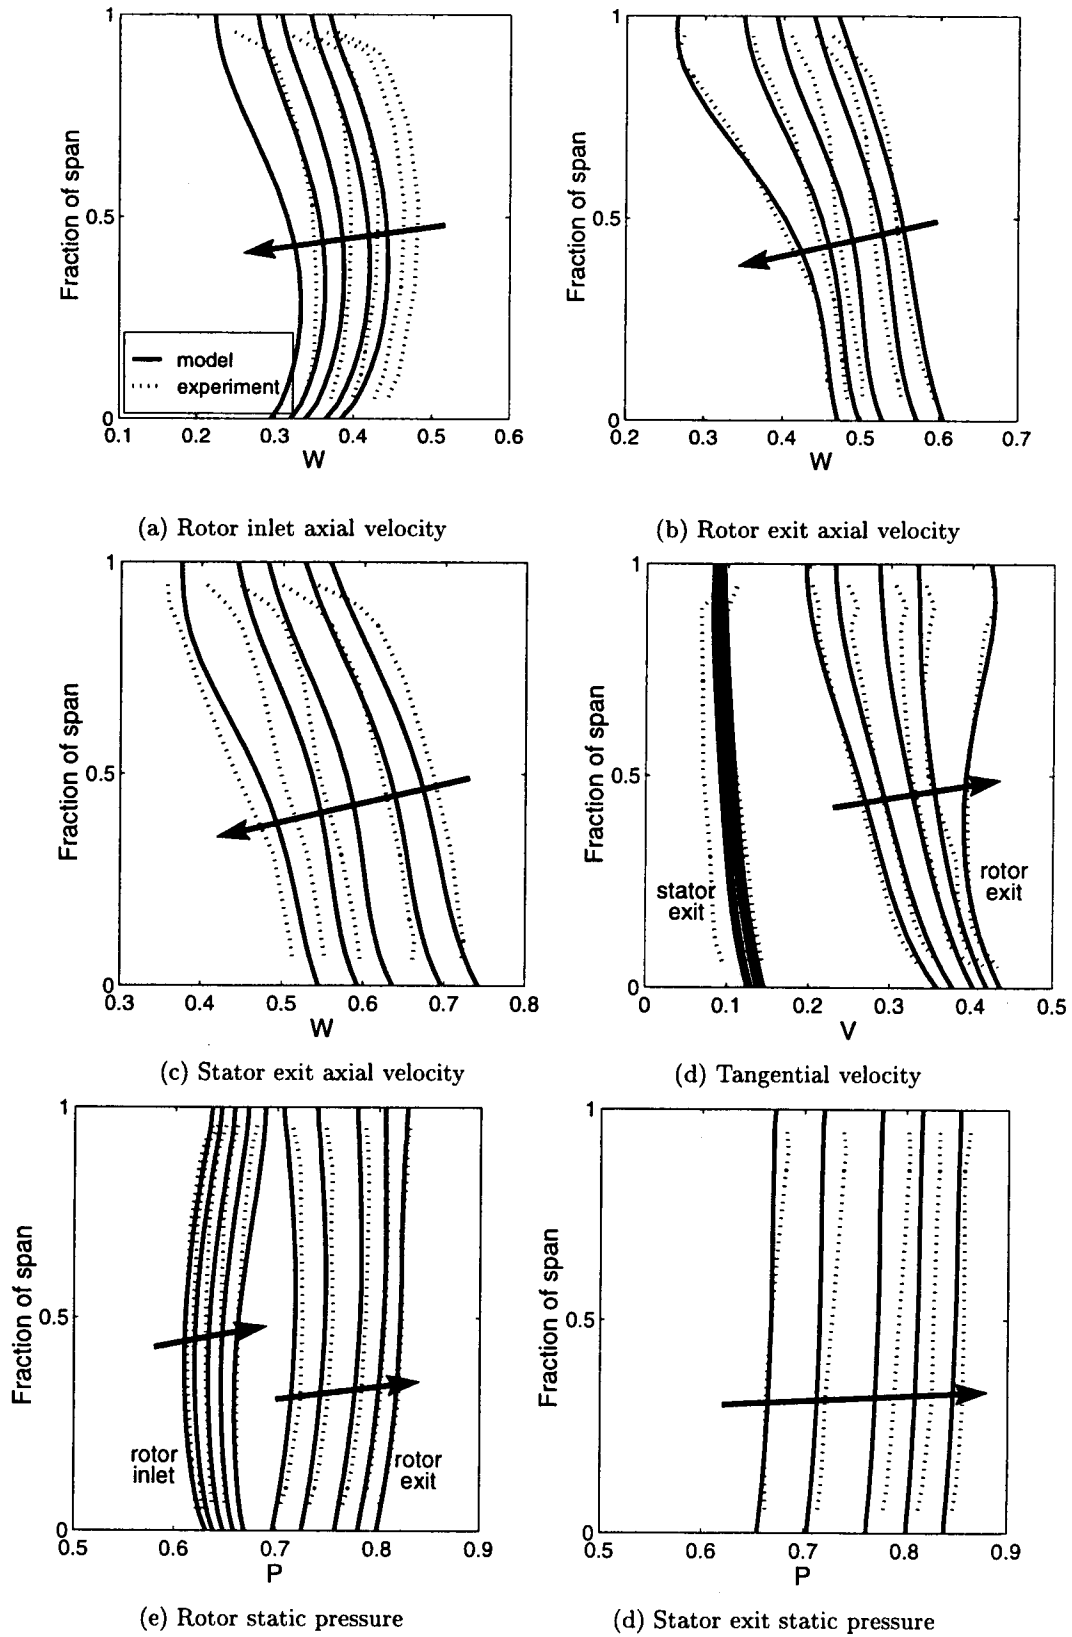 1
0.5
0
Fraction of span
model
experiment
0.1 0.2 0.3 0.4 0.5 0.6
W
(a) Rotor inlet axial velocity
1
0.5
0
Fraction of span
0.2 0.3 0.4 0.5 0.6 0.7
W
(b) Rotor exit axial velocity
1
0.5
0
Fraction of span
0.3 0.4 0.5 0.6 0.7 0.8
W
(c) Stator exit axial velocity
1
0.5
0
Fraction of span
stator
exit
rotor
exit
0 0.1 0.2 0.3 0.4 0.5
V
(d) Tangential velocity
1
0.5
0
Fraction of span
rotor
inlet
rotor
exit
0.5 0.6 0.7 0.8 0.9
P
(e) Rotor static pressure
1
0.5
0
Fraction of span
0.5 0.6 0.7 0.8 0.9
P
(d) Stator exit static pressure